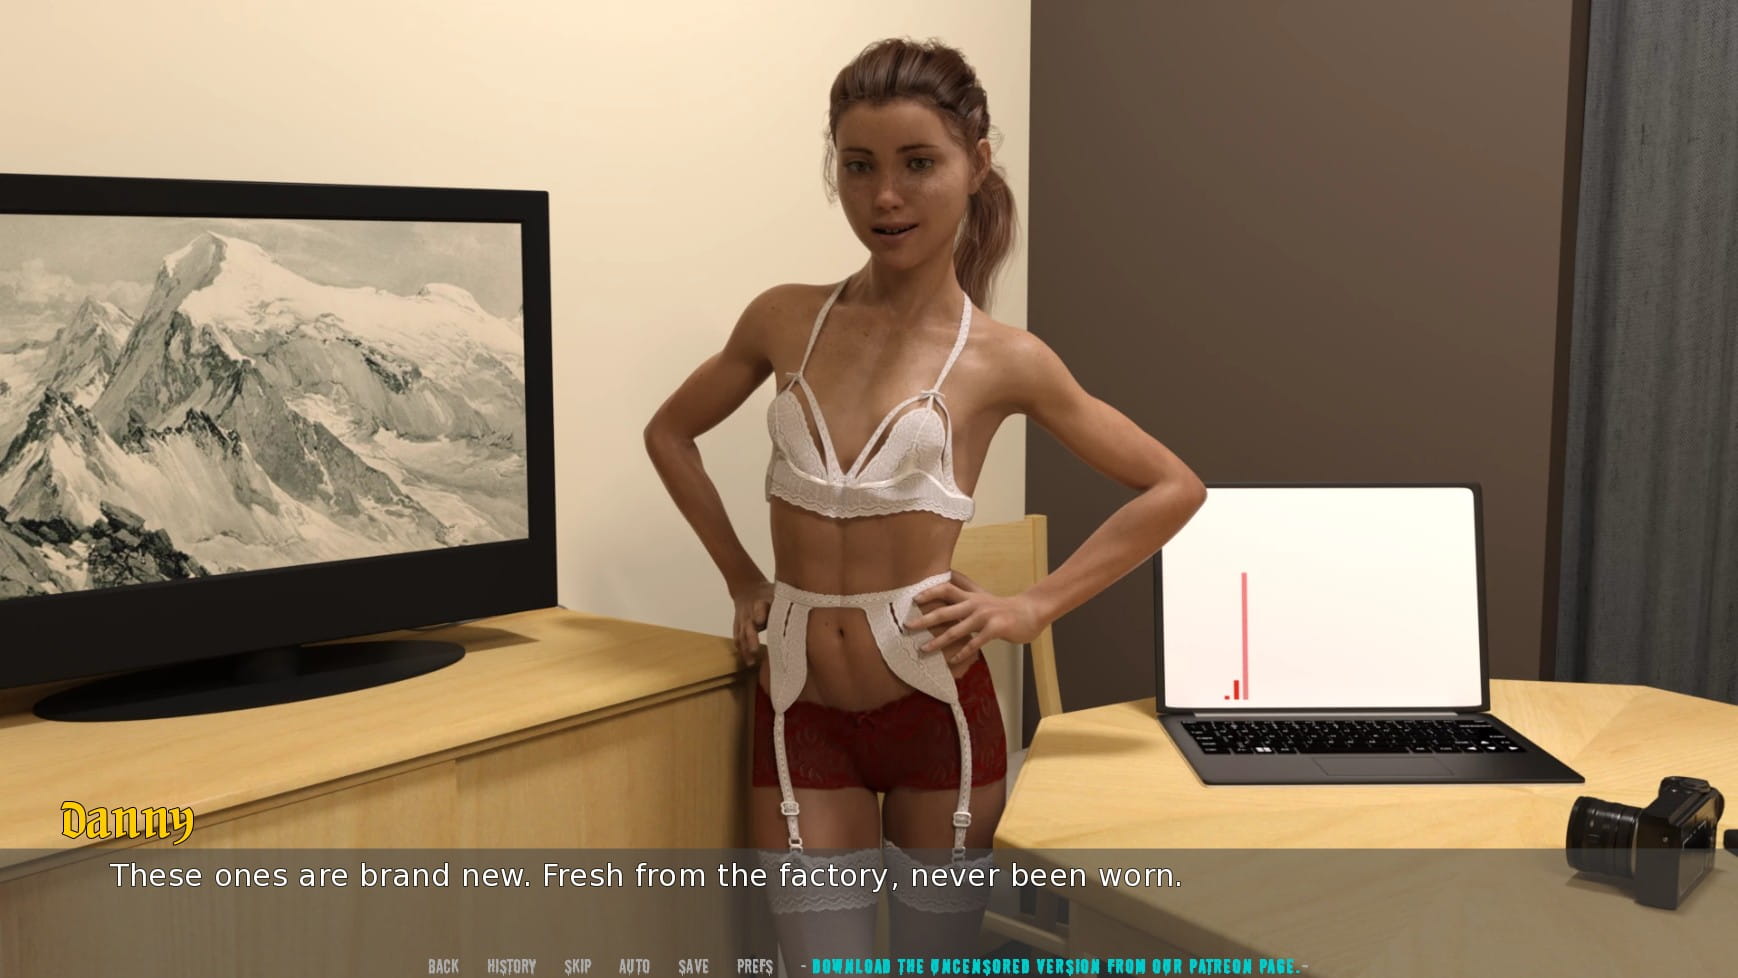 Danny
These ones are brand new. Fresh from the factory, never been worn.
BACK HISTORY SKIP AUTO SAVE PREFS - DOWNLOAD THE UNCENSORED VERSION FROM OUR PATREON PAGE.-